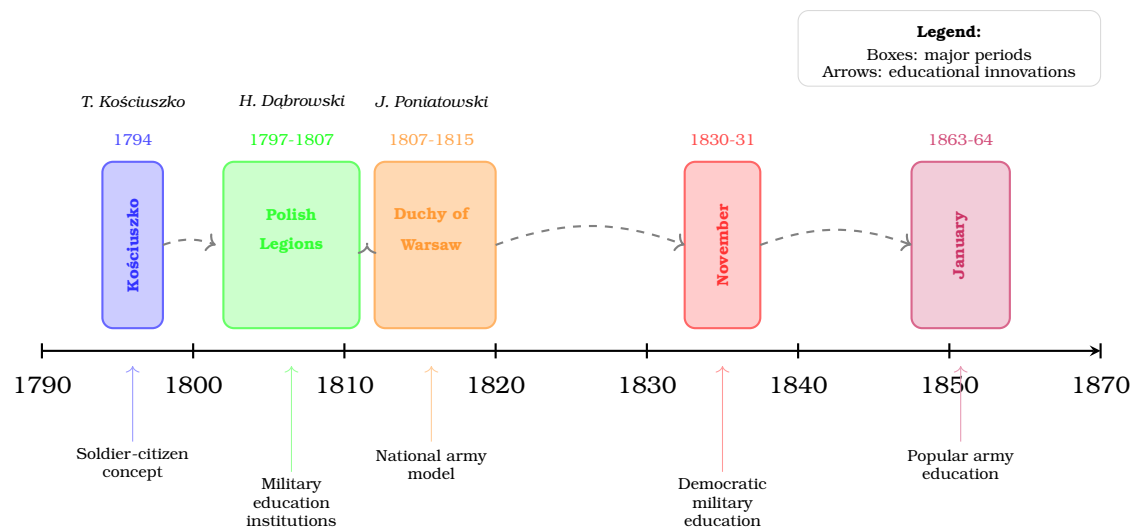 Legend:
Boxes: major periods
Arrows: educational innovations
T. Kościuszko
H. Dąbrowski
J. Poniatowski
1794
1797-1807
1807-1815
1830-31
1863-64
Kościuszko
Polish
Legions
Duchy of
Warsaw
November
January
1790
1800
1810
1820
1830
1840
1850
1870
Soldier-citizen
concept
Military
education
institutions
National army
model
Democratic
military
education
Popular army
education